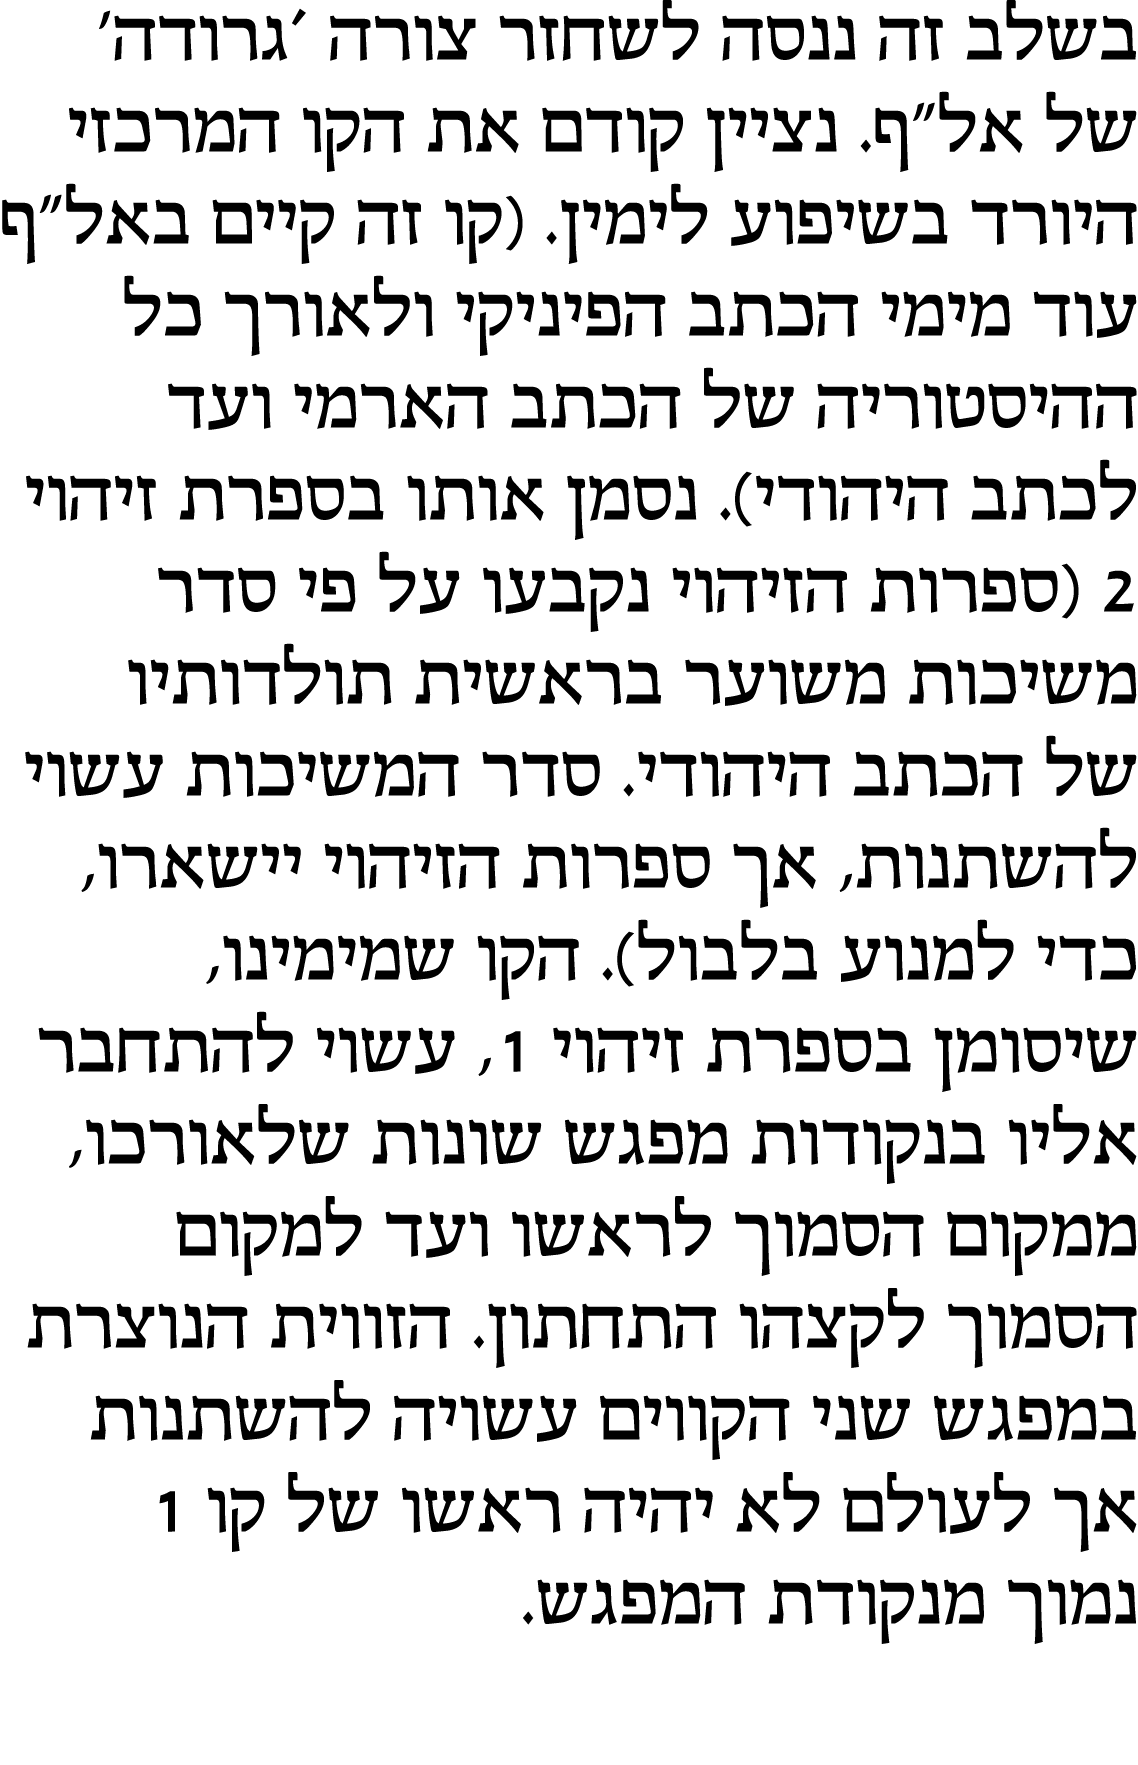 בשלב זה ננסה לשחזר צורה 'גרודה'
של אל"ף. נציין קודם את הקו המרכזי
היורד בשיפוע לימין. (קו זה קיים באל"ף
עוד מימי הכתב הפיניקי ולאורך כל
ההיסטוריה של הכתב הארמי ועד
לכתב היהודי). נסמן אותו בספרת זיהוי
2 (ספרות הזיהוי נקבעו על פי סדר
משיכות משוער בראשית תולדותיו
של הכתב היהודי. סדר המשיכות עשוי
להשתנות, אך ספרות הזיהוי יישארו,
כדי למנוע בלבול). הקו שמימינו,
שיסומן בספרת זיהוי 1, עשוי להתחבר
אליו בנקודות מפגש שונות שלאורכו,
ממקום הסמוך לראשו ועד למקום
הסמוך לקצהו התחתון. הזווית הנוצרת
במפגש שני הקווים עשויה להשתנות
אך לעולם לא יהיה ראשו של קו 1
נמוך מנקודת המפגש.